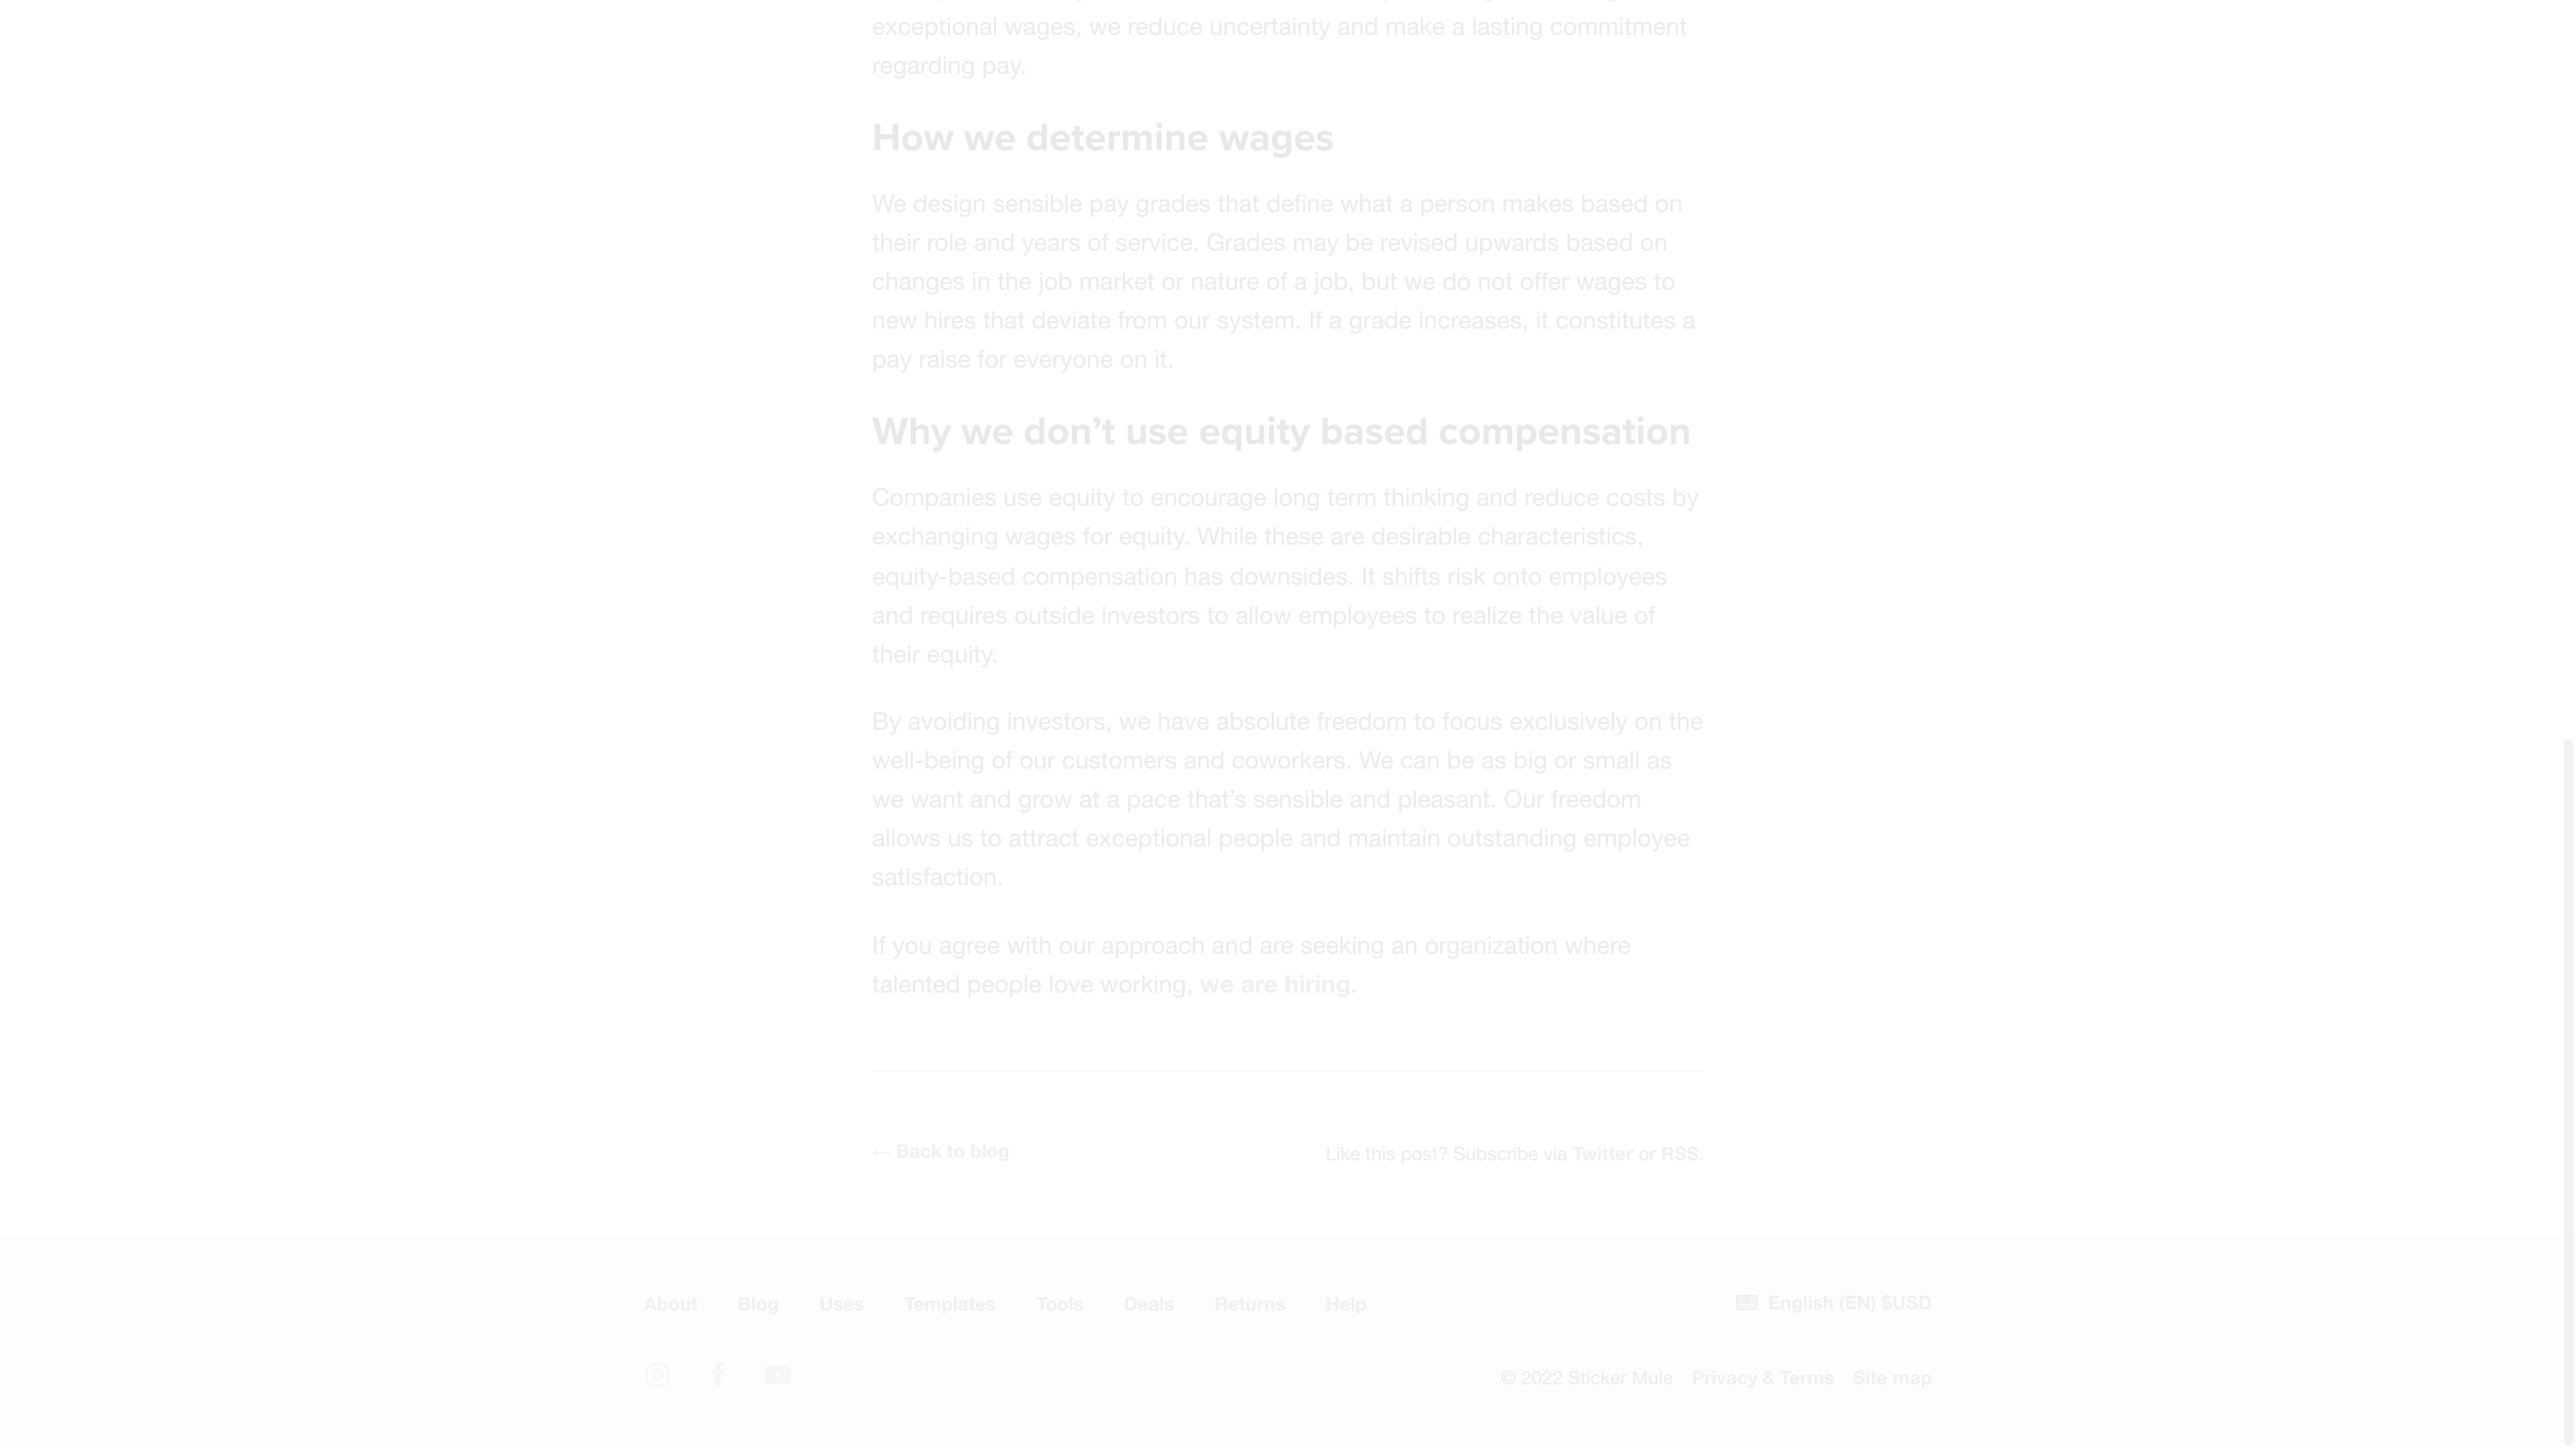 exceptional wages, we reduce uncertainty and make a lasting commitment
regarding pay.
How we determine wages
We design sensible pay grades that define what a person makes based on
their role and years of service. Grades may be revised upwards based on
changes in the job market or nature of a job, but we do not offer wages to
new hires that deviate from our system. If a grade increases, it constitutes a
pay raise for everyone on it.
Why we don’t use equity based compensation
Companies use equity to encourage long term thinking and reduce costs by
exchanging wages for equity. While these are desirable characteristics,
equity-based compensation has downsides. It shifts risk onto employees
and requires outside investors to allow employees to realize the value of
their equity.
By avoiding investors, we have absolute freedom to focus exclusively on the
well-being of our customers and coworkers. We can be as big or small as
we want and grow at a pace that’s sensible and pleasant. Our freedom
allows us to attract exceptional people and maintain outstanding employee
satisfaction.
If you agree with our approach and are seeking an organization where
talented people love working, we are hiring.
← Back to blog
Like this post? Subscribe via Twitter or RSS.
About Blog Uses Templates Tools Deals Returns Help
English (EN) $USD
© 2022 Sticker Mule Privacy & Terms Site map